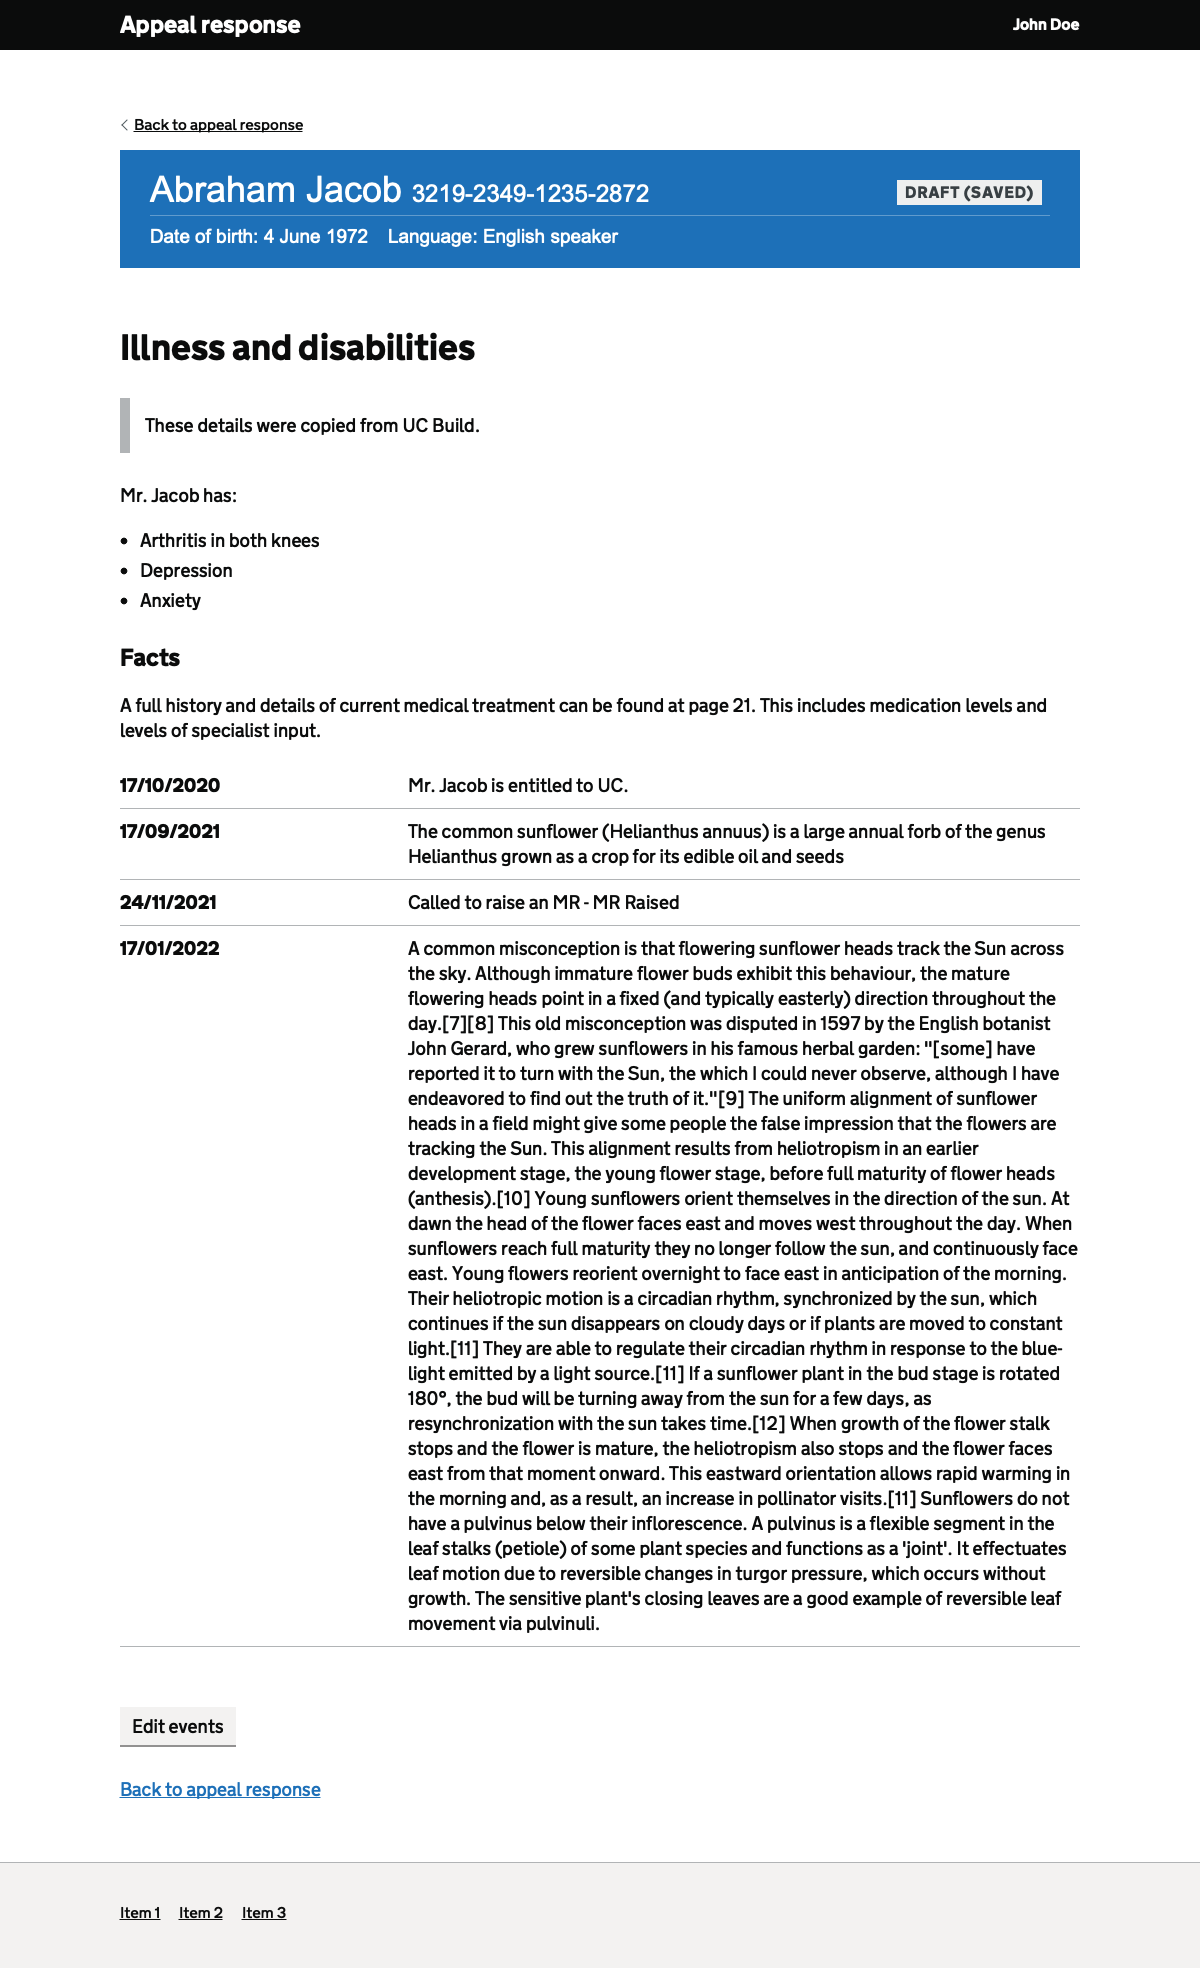 Appeal response
John Doe
Back to appeal response
Abraham Jacob 3219-2349-1235-2872
DRAFT (SAVED)
Date of birth: 4 June 1972 Language: English speaker
Illness and disabilities
These details were copied from UC Build.
Mr. Jacob has:
• Arthritis in both knees
• Depression
• Anxiety
Facts
A full history and details of current medical treatment can be found at page 21. This includes medication levels and
levels of specialist input.
17/10/2020 Mr. Jacob is entitled to UC.
17/09/2021 The common sunflower (Helianthus annuus) is a large annual forb of the genus
Helianthus grown as a crop for its edible oil and seeds
24/11/2021 Called to raise an MR - MR Raised
17/01/2022 A common misconception is that flowering sunflower heads track the Sun across
the sky. Although immature flower buds exhibit this behaviour, the mature
flowering heads point in a fixed (and typically easterly) direction throughout the
day.[7][8] This old misconception was disputed in 1597 by the English botanist
John Gerard, who grew sunflowers in his famous herbal garden: "[some] have
reported it to turn with the Sun, the which I could never observe, although I have
endeavored to find out the truth of it."[9] The uniform alignment of sunflower
heads in a field might give some people the false impression that the flowers are
tracking the Sun. This alignment results from heliotropism in an earlier
development stage, the young flower stage, before full maturity of flower heads
(anthesis).[10] Young sunflowers orient themselves in the direction of the sun. At
dawn the head of the flower faces east and moves west throughout the day. When
sunflowers reach full maturity they no longer follow the sun, and continuously face
east. Young flowers reorient overnight to face east in anticipation of the morning.
Their heliotropic motion is a circadian rhythm, synchronized by the sun, which
continues if the sun disappears on cloudy days or if plants are moved to constant
light.[11] They are able to regulate their circadian rhythm in response to the blue-
light emitted by a light source.[11] If a sunflower plant in the bud stage is rotated
180°, the bud will be turning away from the sun for a few days, as
resynchronization with the sun takes time.[12] When growth of the flower stalk
stops and the flower is mature, the heliotropism also stops and the flower faces
east from that moment onward. This eastward orientation allows rapid warming in
the morning and, as a result, an increase in pollinator visits.[11] Sunflowers do not
have a pulvinus below their inflorescence. A pulvinus is a flexible segment in the
leaf stalks (petiole) of some plant species and functions as a 'joint'. It effectuates
leaf motion due to reversible changes in turgor pressure, which occurs without
growth. The sensitive plant's closing leaves are a good example of reversible leaf
movement via pulvinuli.
Edit events
Back to appeal response
Item 1 Item 2 Item 3